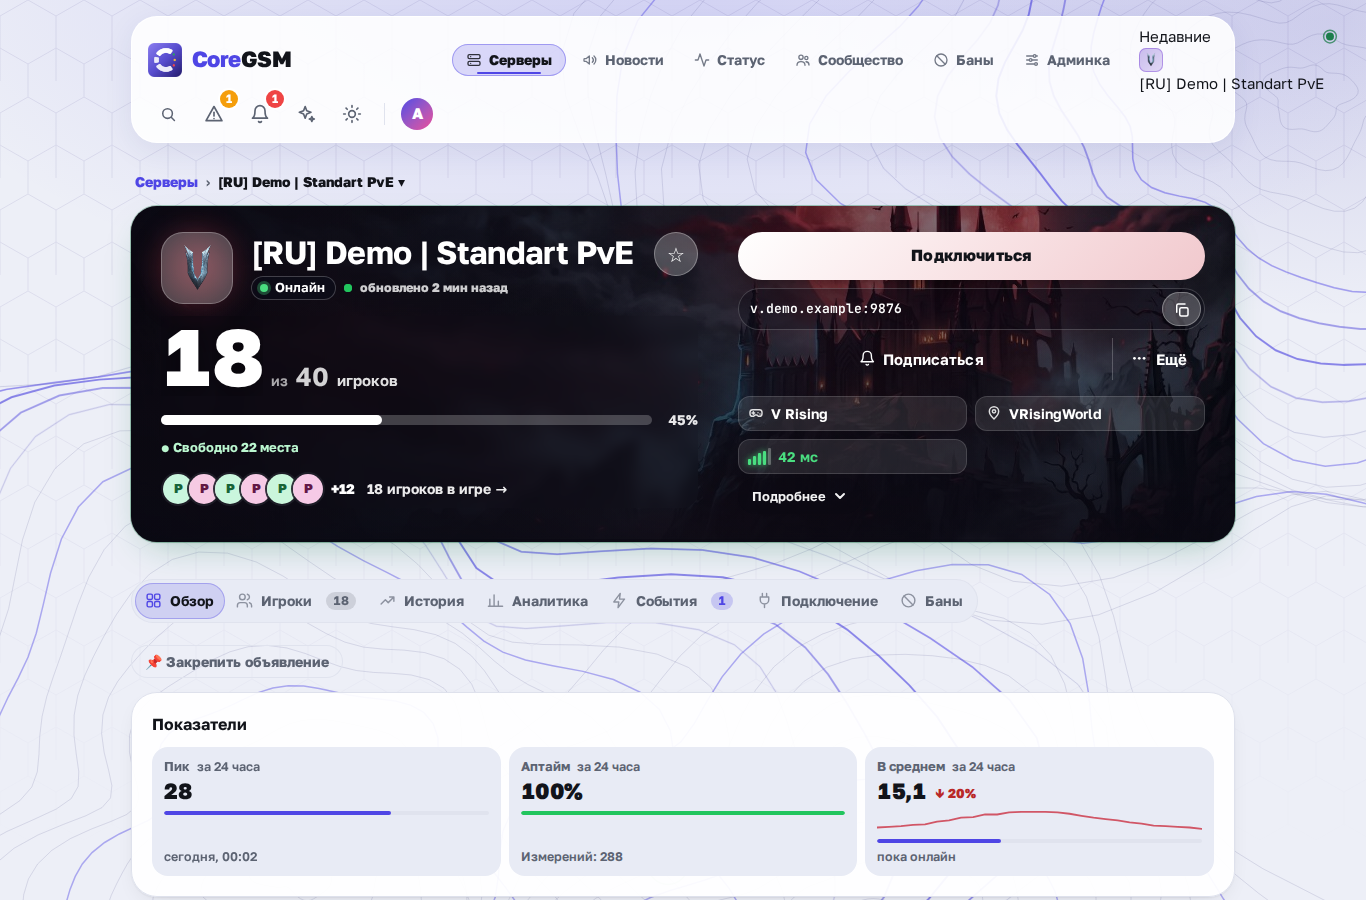 CoreGSM
Серверы
Новости
Статус
Сообщество
Баны
Админка
Недавние
[RU] Demo | Standart PvE
1
1
A
Серверы › [RU] Demo | Standart PvE ▾
[RU] Demo | Standart PvE
Онлайн
обновлено 2 мин назад
18 из 40 игроков
45%
Свободно 22 места
P P P P P P +12 18 игроков в игре →
Подключиться
v.demo.example:9876
Подписаться
Ещё
V Rising
VRisingWorld
42 мс
Подробнее
Обзор
Игроки 18
История
Аналитика
События 1
Подключение
Баны
📌 Закрепить объявление
Показатели
Пик за 24 часа
28
сегодня, 00:02
Аптайм за 24 часа
100%
Измерений: 288
В среднем за 24 часа
15,1 ↓ 20%
пока онлайн